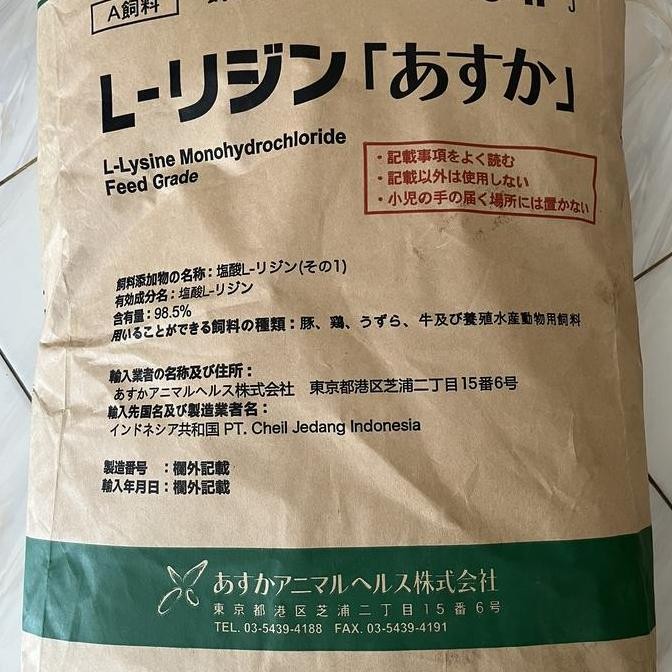 A飼料
L-リジン「あすか」
L-Lysine Monohydrochloride
Feed Grade
・記載事項をよく読む
・記載以外は使用しない
・小児の手の届く場所には置かない
飼料添加物の名称：塩酸L-リジン(その1)
有効成分名：塩酸L-リジン
含有量：98.5%
用いることができる飼料の種類：豚、鶏、うずら、牛及び養殖水産動物用飼料
輸入業者の名称及び住所：
あすかアニマルヘルス株式会社　東京都港区芝浦二丁目15番6号
輸入先国名及び製造業者名：
インドネシア共和国 PT. Cheil Jedang Indonesia
製造番号　：欄外記載
輸入年月日：欄外記載
あすかアニマルヘルス株式会社
東京都港区芝浦二丁目15番6号
TEL. 03-5439-4188　FAX. 03-5439-4191